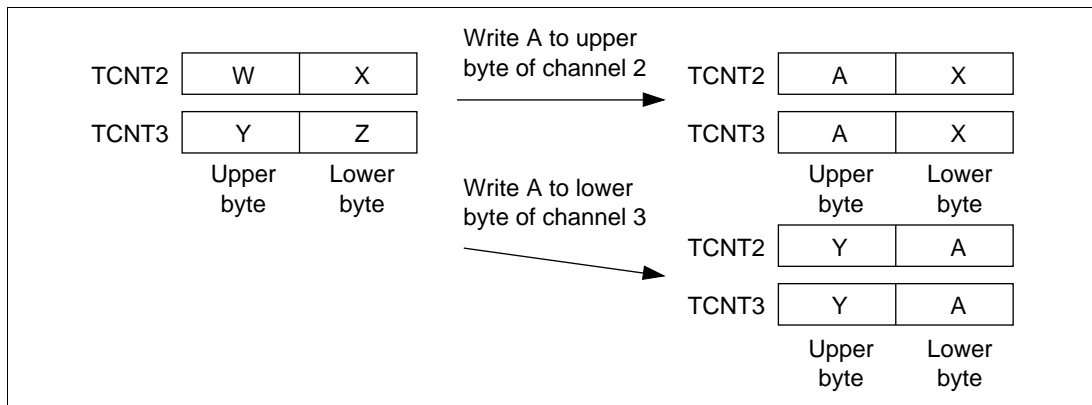 Write A to upper
byte of channel 2
TCNT2 W X
TCNT2 A X
TCNT3 Y Z
TCNT3 A X
Upper Lower
byte byte
Write A to lower
byte of channel 3
Upper Lower
byte byte
TCNT2 Y A
TCNT3 Y A
Upper Lower
byte byte